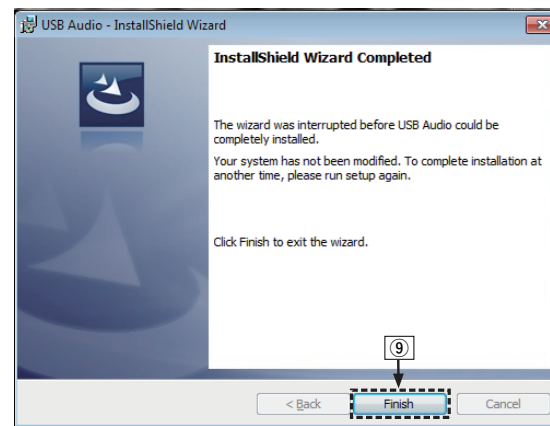 USB Audio - InstallShield Wizard
InstallShield Wizard Completed
The wizard was interrupted before USB Audio could be
completely installed.
Your system has not been modified. To complete installation at
another time, please run setup again.
Click Finish to exit the wizard.
⑨
< Back Finish Cancel